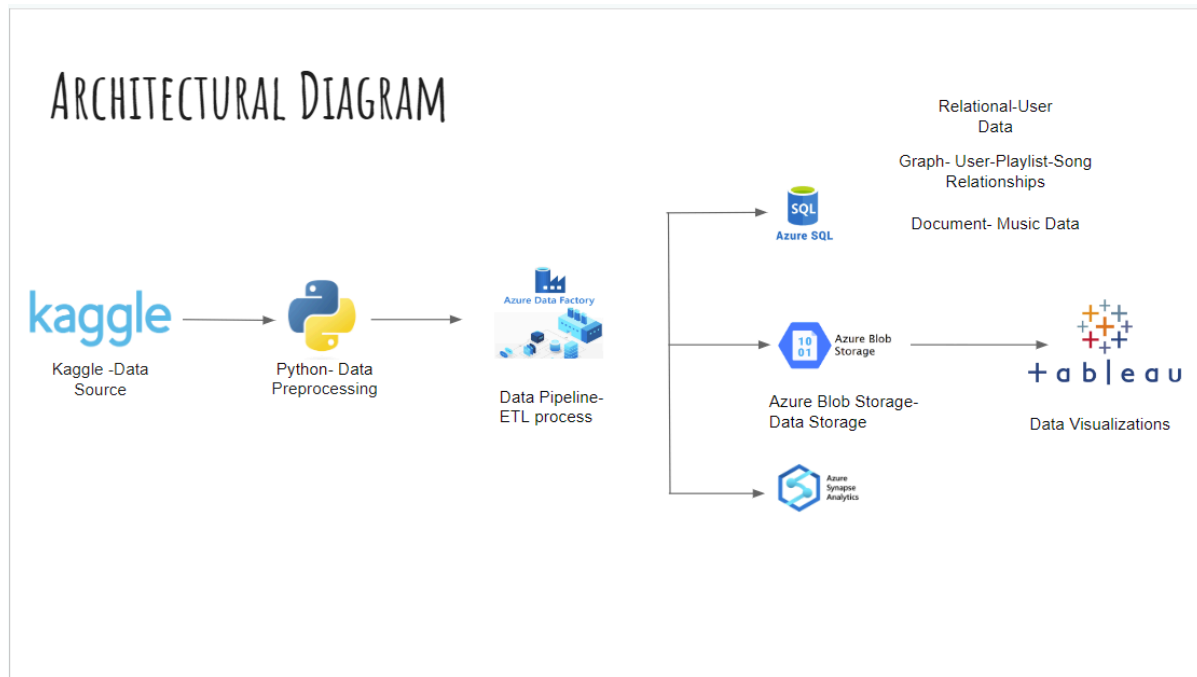 ARCHITECTURAL DIAGRAM
Relational-User
Data
Graph- User-Playlist-Song
Relationships
Document- Music Data
SQL
Azure SQL
kaggle
Kaggle -Data
Source
Python- Data
Preprocessing
Azure Data Factory
Data Pipeline-
ETL process
10
01
Azure Blob
Storage
Azure Blob Storage-
Data Storage
Azure
Synapse
Analytics
+ableau
Data Visualizations